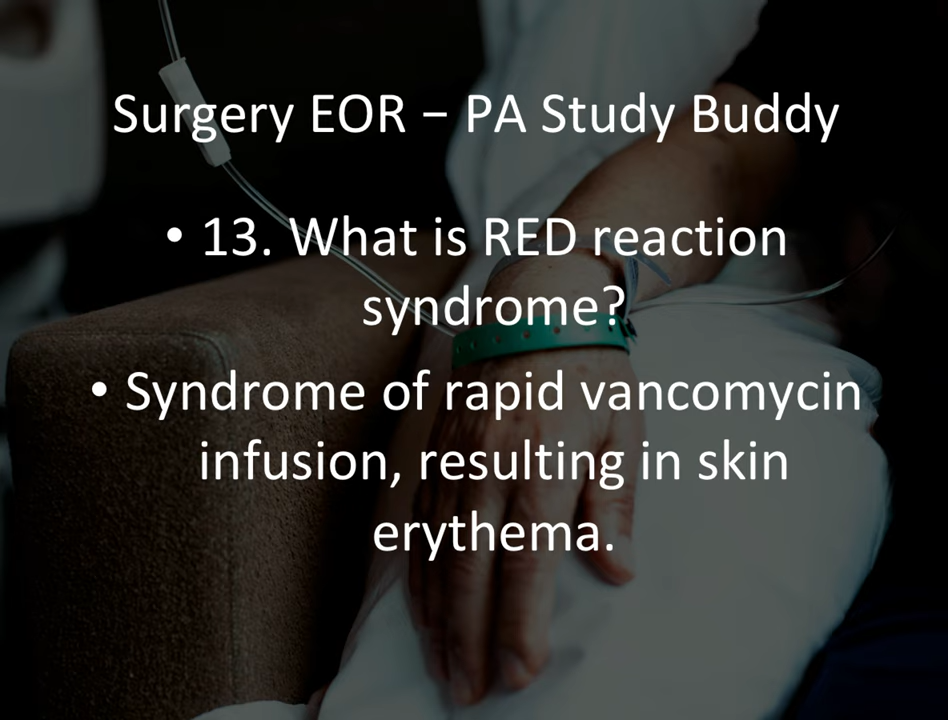 Surgery EOR – PA Study Buddy
• 13. What is RED reaction
syndrome?
• Syndrome of rapid vancomycin
infusion, resulting in skin
erythema.